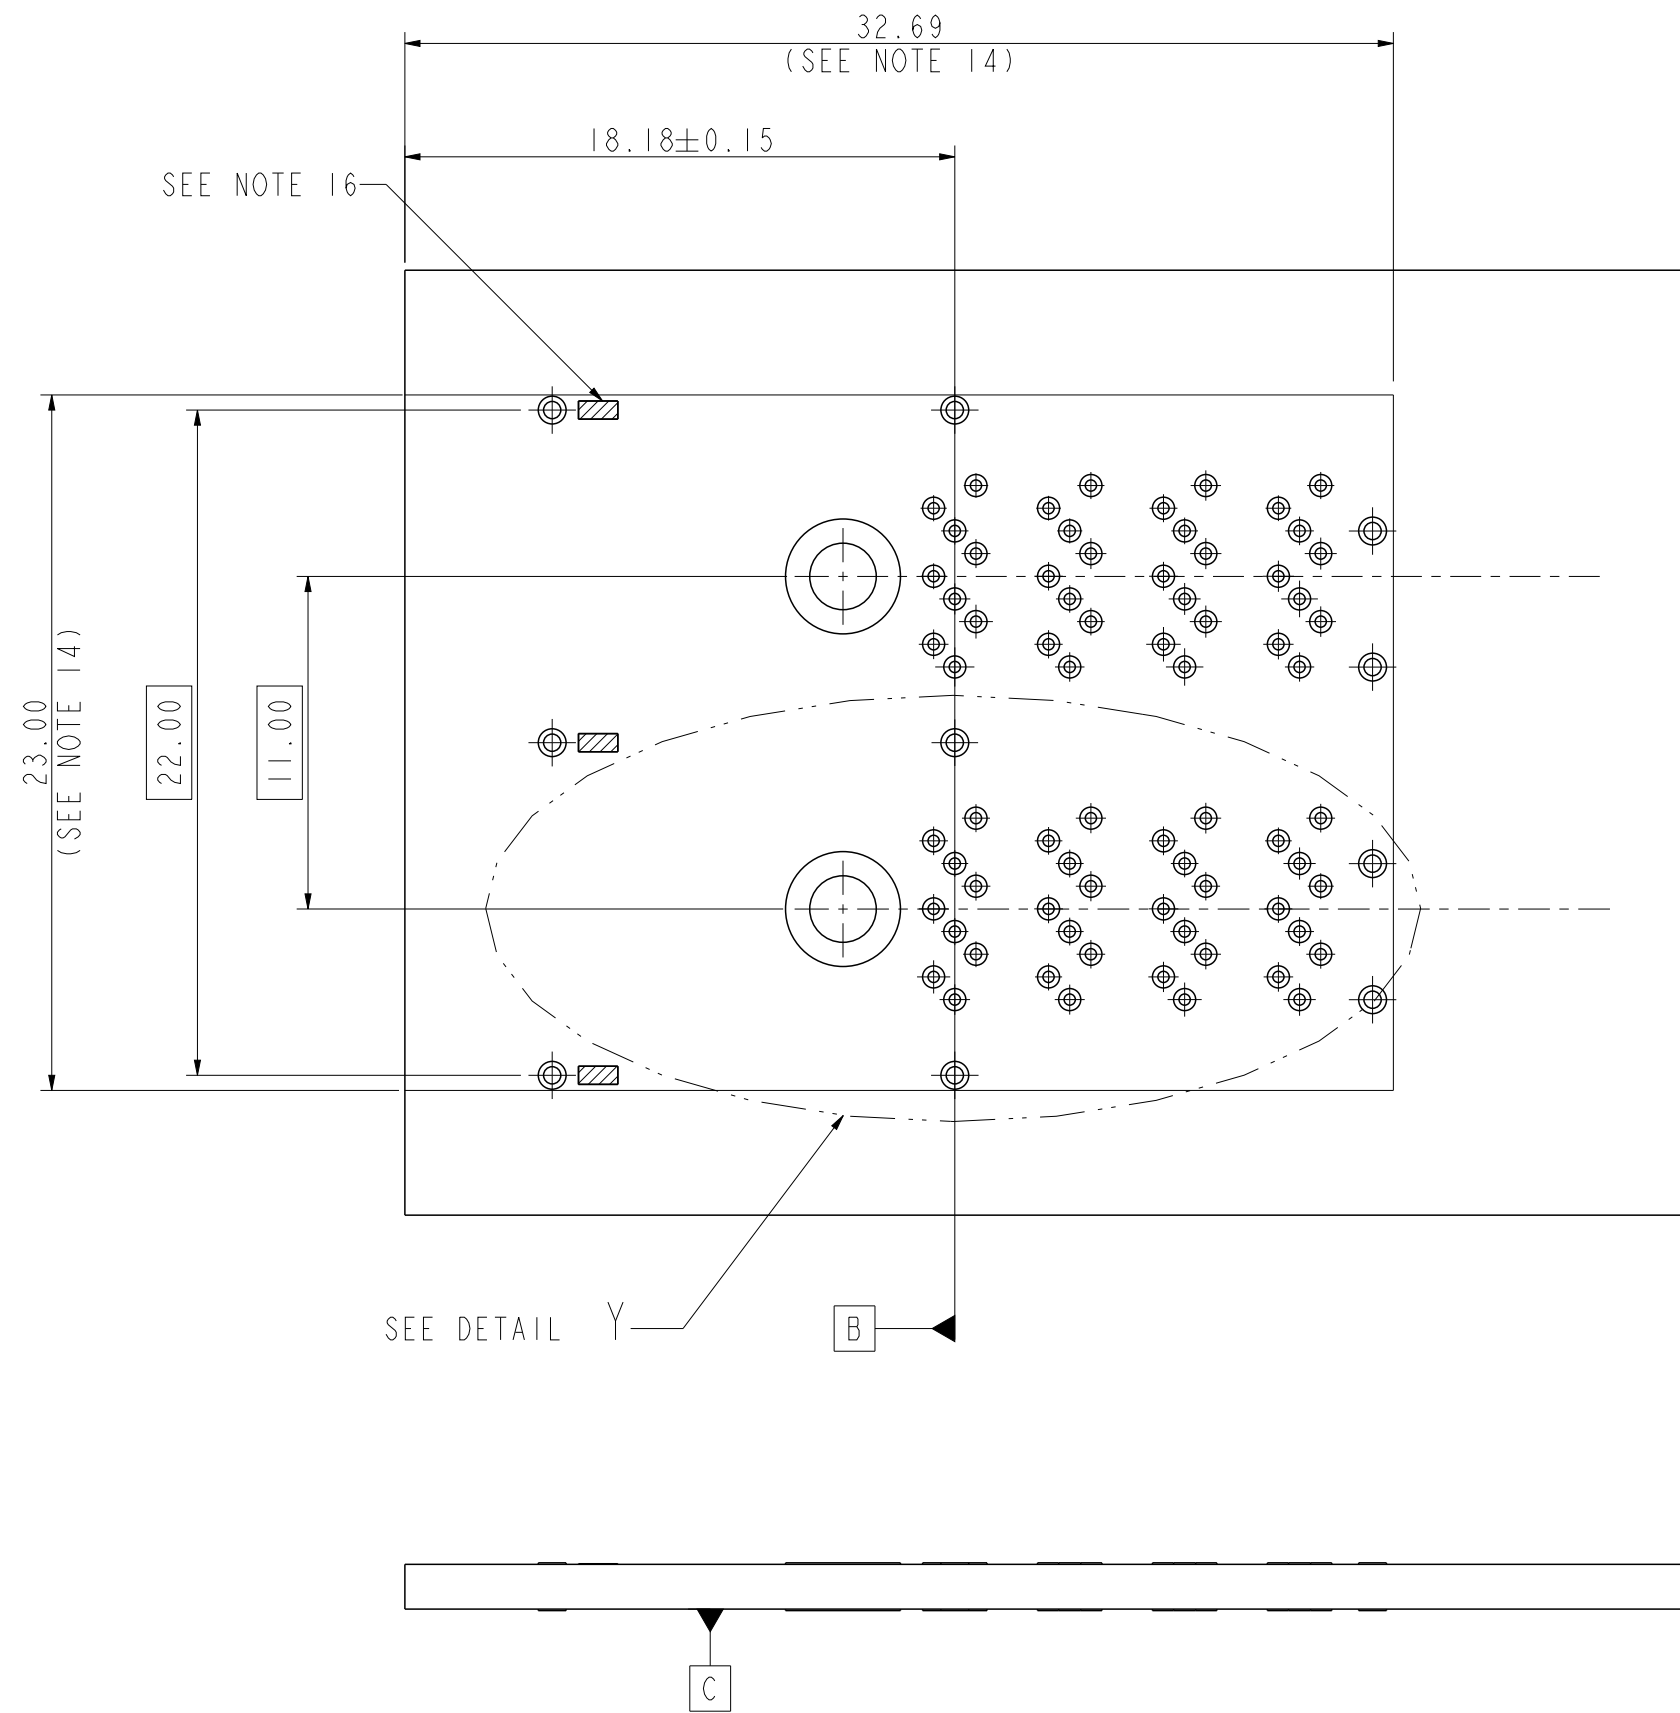 32.69
(SEE NOTE 14)
18.18±0.15
SEE NOTE 16
23.00
(SEE NOTE 14)
22.00
11.00
SEE DETAIL Y
B
C